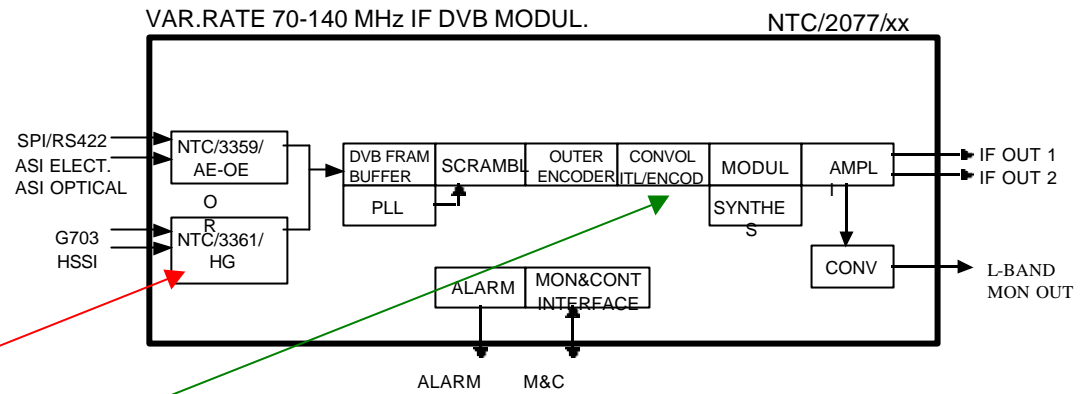 VAR.RATE 70-140 MHz IF DVB MODUL.
NTC/2077/xx
SPI/RS422
ASI ELECT.
ASI OPTICAL
NTC/3359/
AE-OE
O
R
G703
HSSI
NTC/3361/
HG
DVB FRAM
BUFFER
PLL
SCRAMBL
OUTER
ENCODER
CONVOL
ITL/ENCOD
MODUL
SYNTHE
S
AMPL
I
IF OUT 1
IF OUT 2
CONV
L-BAND
MON OUT
ALARM
MON&CONT
INTERFACE
ALARM
M&C